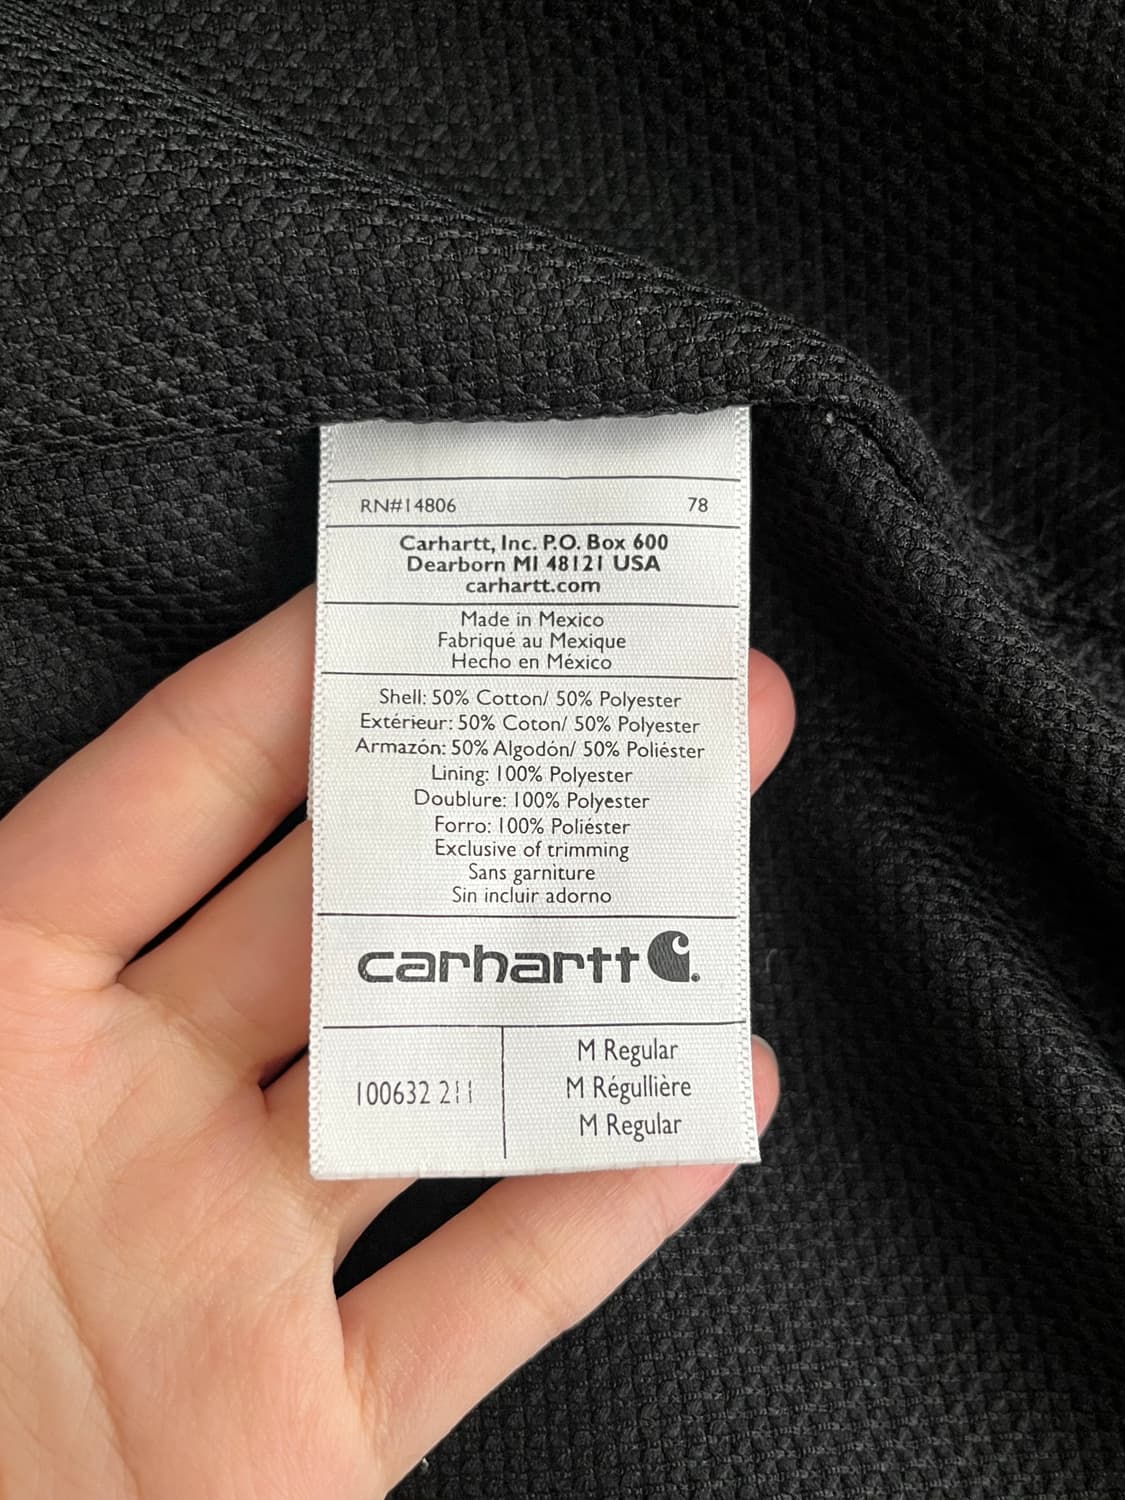 RN#14806 78
Carhartt, Inc. P.O. Box 600
Dearborn MI 48121 USA
carhartt.com
Made in Mexico
Fabriqué au Mexique
Hecho en México
Shell: 50% Cotton/ 50% Polyester
Extérieur: 50% Coton/ 50% Polyester
Armazón: 50% Algodón/ 50% Poliéster
Lining: 100% Polyester
Doublure: 100% Polyester
Forro: 100% Poliéster
Exclusive of trimming
Sans garniture
Sin incluir adorno
carhartt
100632 211
M Regular
M Régullière
M Regular